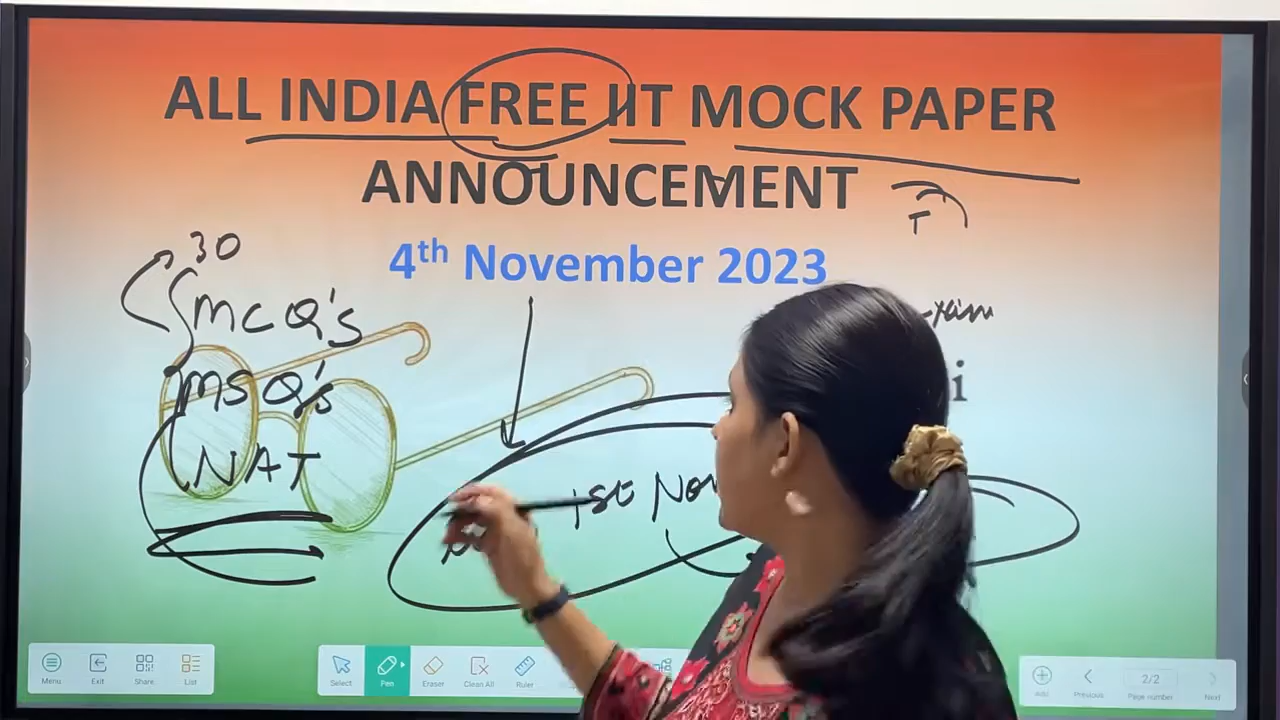 ALL INDIA FREE IIT MOCK PAPER
ANNOUNCEMENT
4th November 2023
30
MCQ's
MSQ's
NAT
1st Nov
Menu
Exit
Share
List
Select
Pen
Eraser
Clean All
Ruler
Add
Previous
2/2
Page number
Next